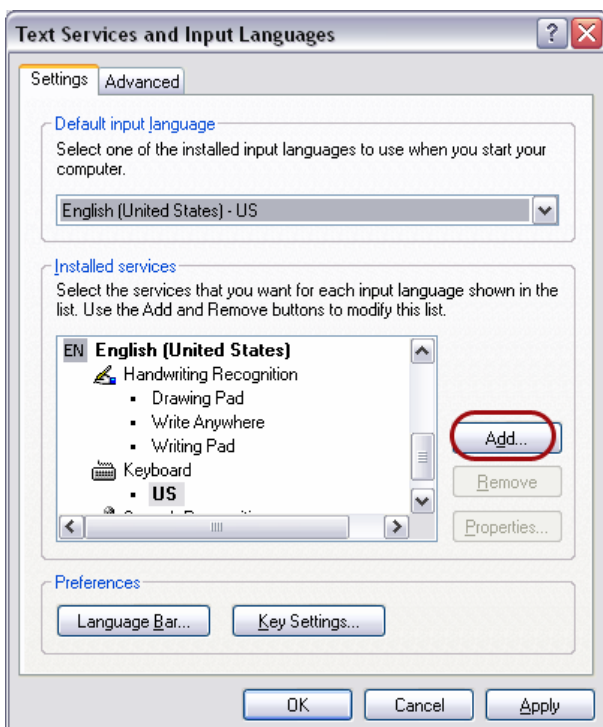 Text Services and Input Languages
Settings
Advanced
Default input language
Select one of the installed input languages to use when you start your
computer.
English (United States) - US
Installed services
Select the services that you want for each input language shown in the
list. Use the Add and Remove buttons to modify this list.
EN English (United States)
Handwriting Recognition
Drawing Pad
Write Anywhere
Writing Pad
Keyboard
US
Add...
Remove
Properties...
Preferences
Language Bar...
Key Settings...
OK
Cancel
Apply